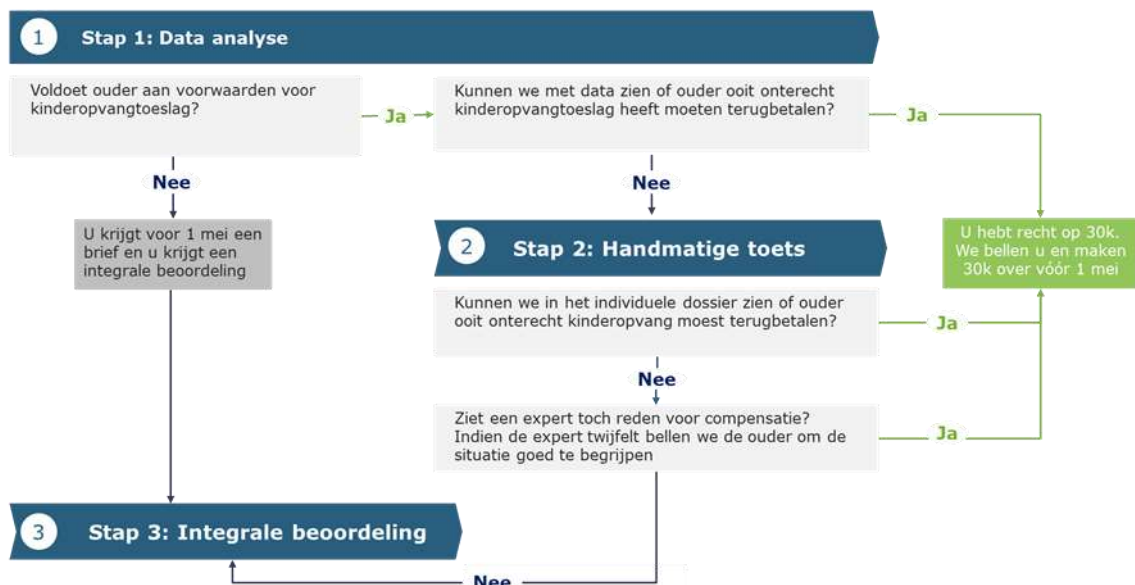 1 Stap 1: Data analyse
Voldoet ouder aan voorwaarden voor
kinderopvangtoeslag?
Ja
Kunnen we met data zien of ouder ooit onterecht
kinderopvangtoeslag heeft moeten terugbetalen?
Ja
Nee
Nee
U krijgt voor 1 mei een
brief en u krijgt een
integrale beoordeling
2 Stap 2: Handmatige toets
U hebt recht op 30k.
We bellen u en maken
30k over vóór 1 mei
Kunnen we in het individuele dossier zien of ouder
ooit onterecht kinderopvang moest terugbetalen?
Ja
Nee
Ziet een expert toch reden voor compensatie?
Indien de expert twijfelt bellen we de ouder om de
situatie goed te begrijpen
Ja
3 Stap 3: Integrale beoordeling
Nee